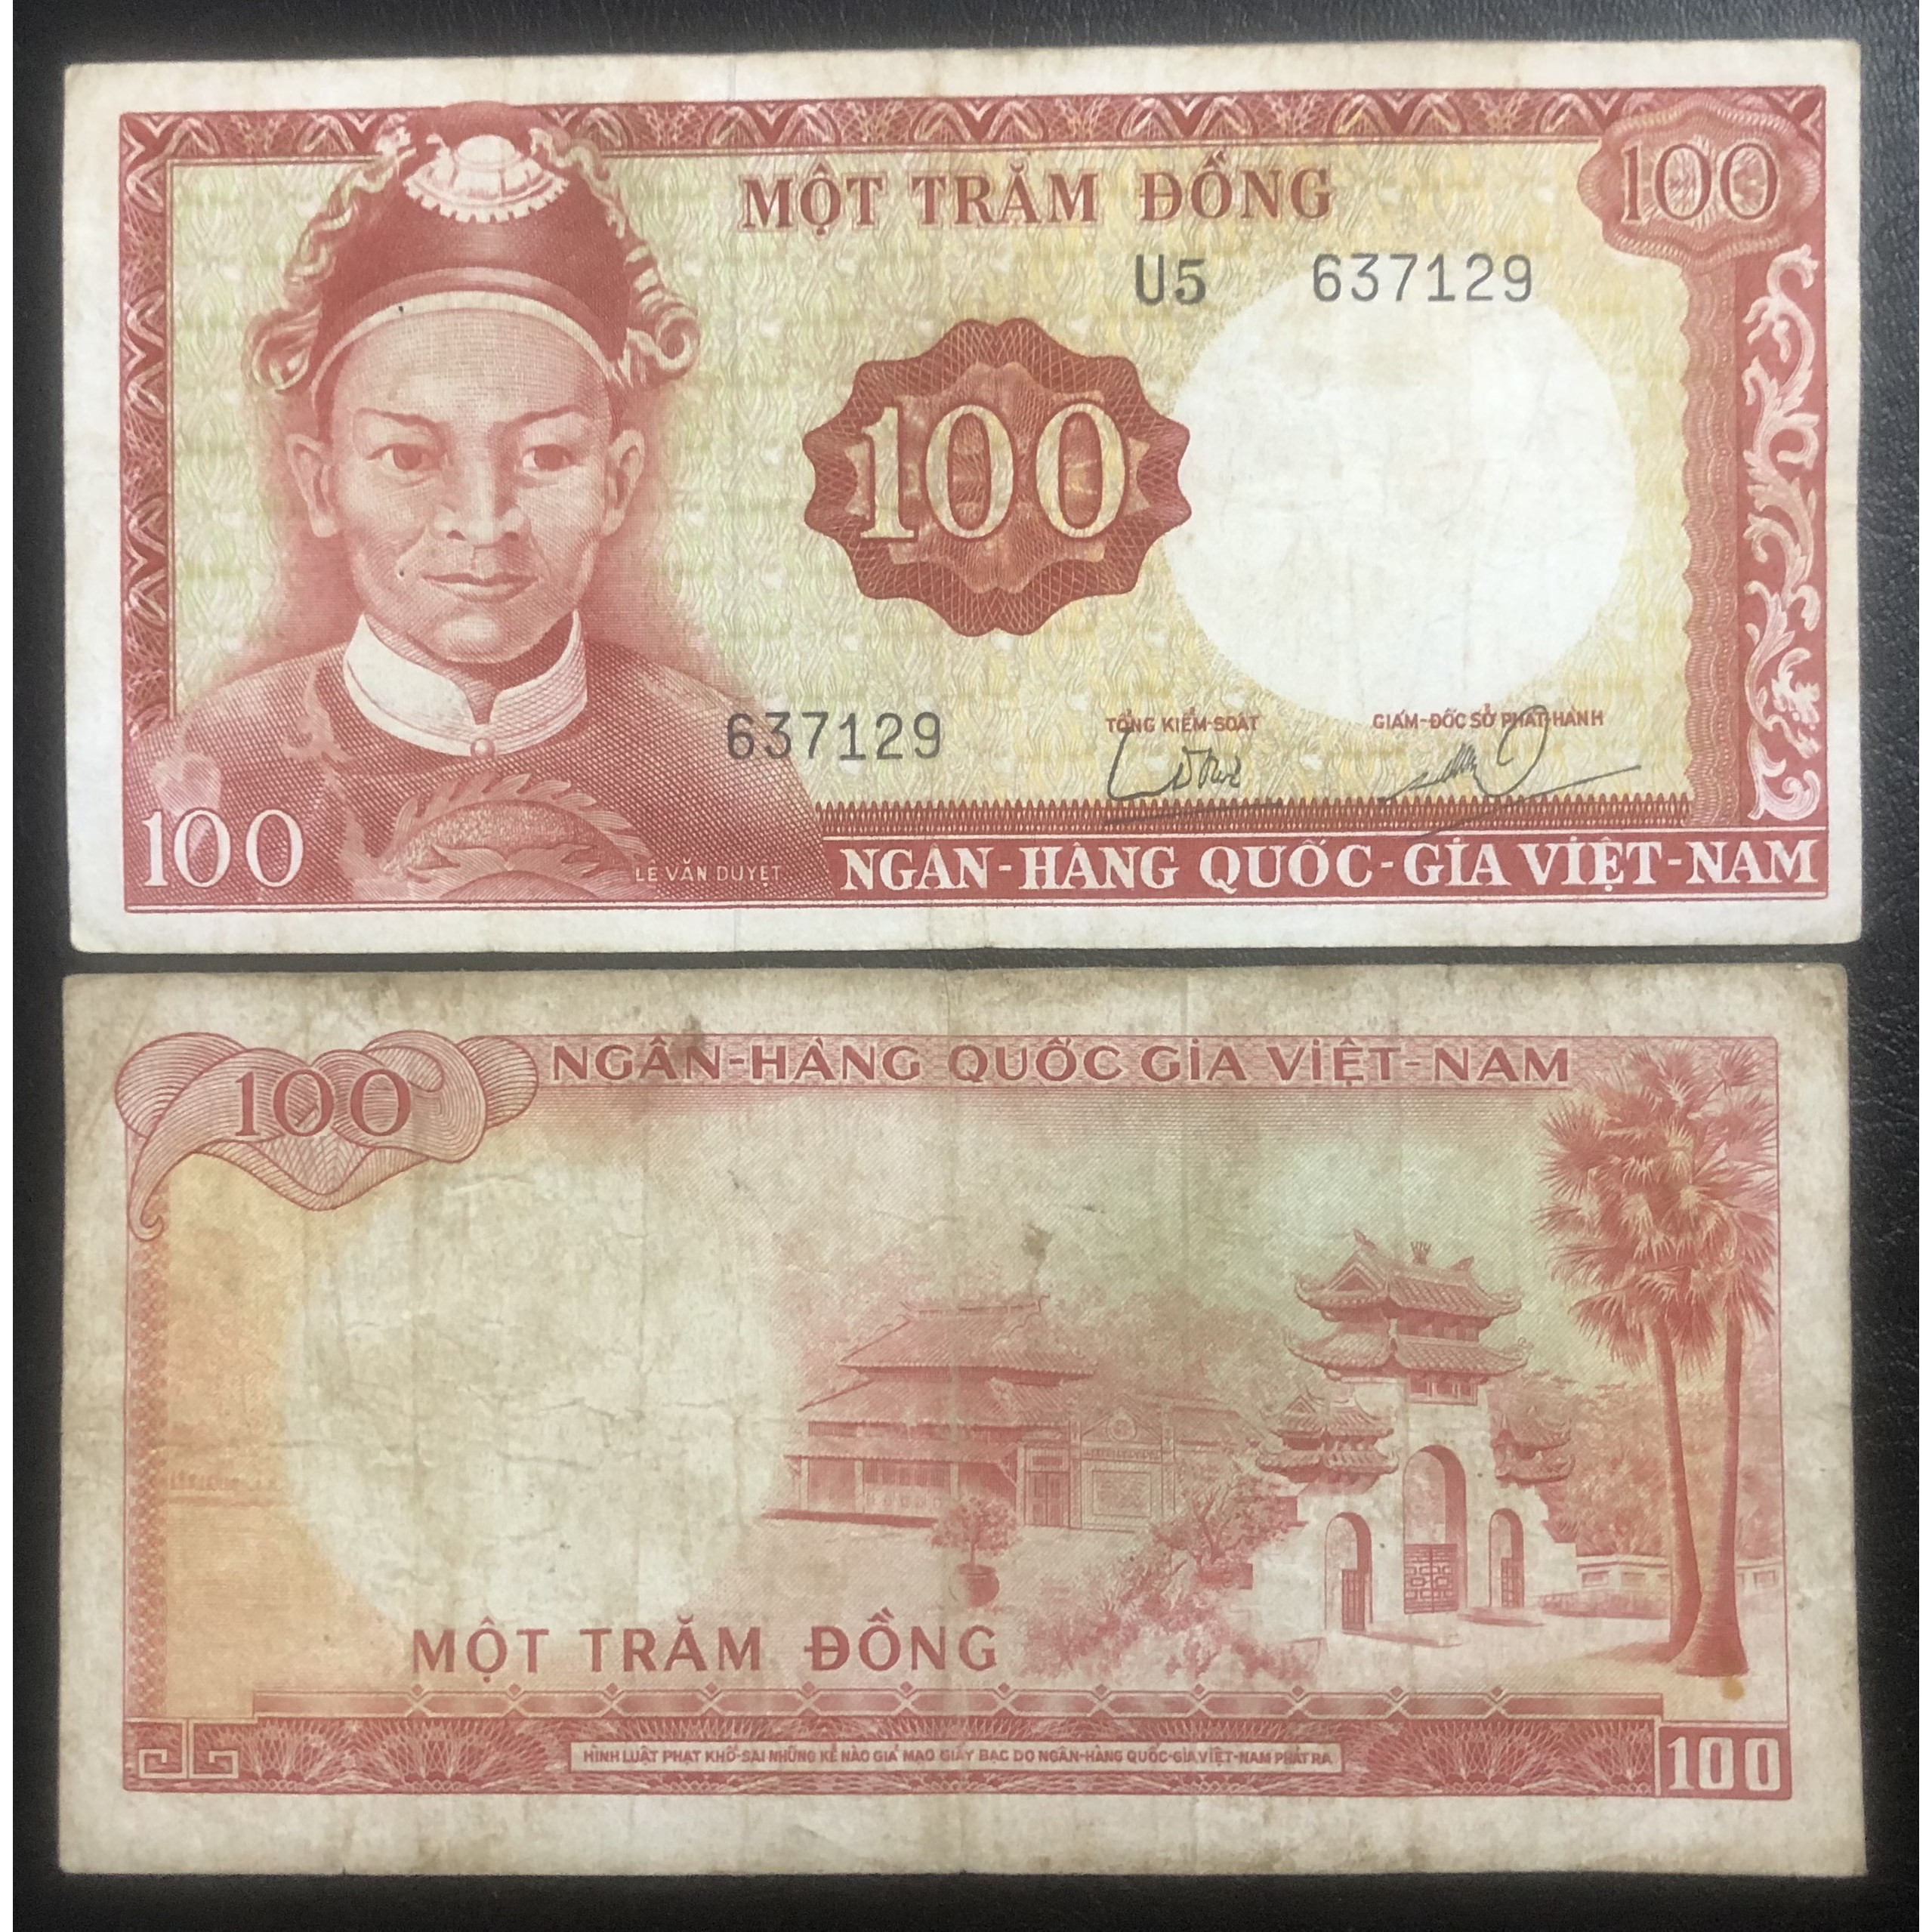 100
MỘT TRĂM ĐỒNG
U5 637129
100
637129
TỔNG KIỂM-SOÁT
GIÁM-ĐỐC SỞ PHÁT-HÀNH
100
LÊ VĂN DUYỆT
NGÂN-HÀNG QUỐC-GIA VIỆT-NAM
100
NGÂN-HÀNG QUỐC GIA VIỆT-NAM
MỘT TRĂM ĐỒNG
HÌNH LUẬT PHẠT KHỔ-SAI NHỮNG KẺ NÀO GIẢ MẠO GIẤY BẠC DO NGÂN-HÀNG QUỐC-GIA VIỆT-NAM PHÁT RA
100